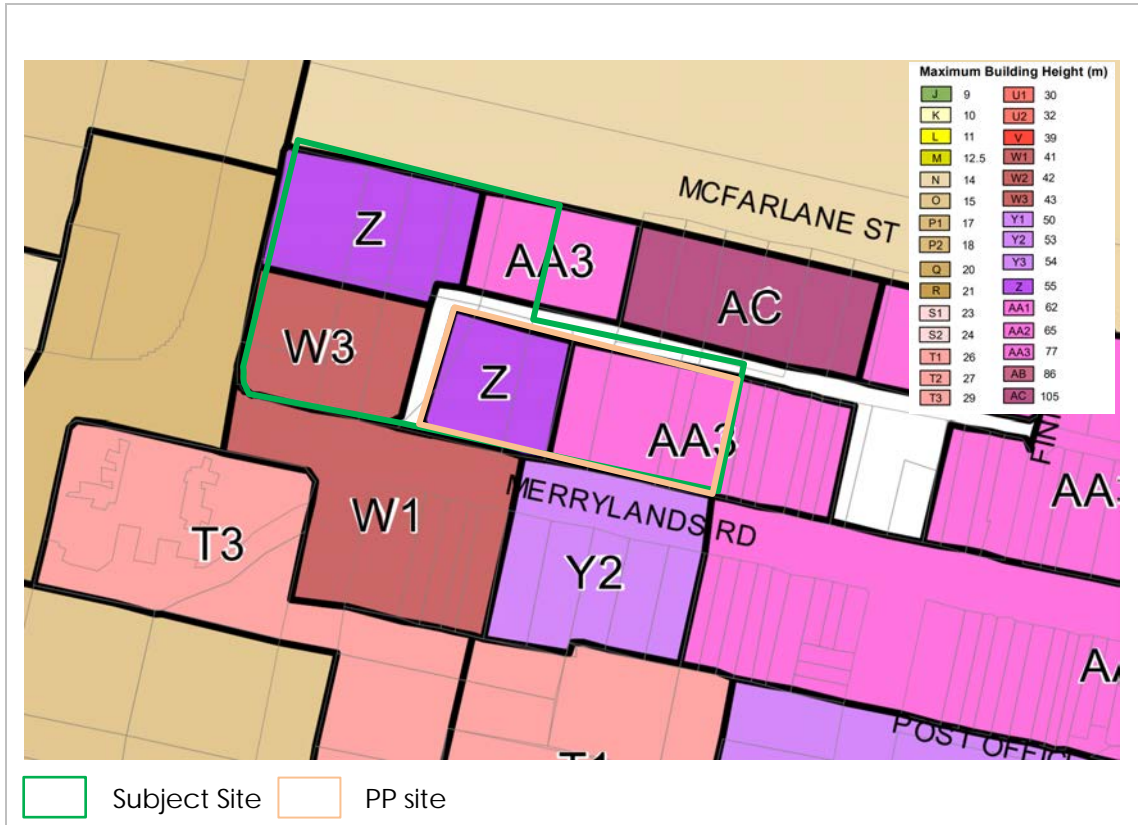 Maximum Building Height (m)
J 9 U1 30
K 10 U2 32
L 11 V 39
M 12.5 W1 41
N 14 W2 42
O 15 W3 43
P1 17 Y1 50
P2 18 Y2 53
Q 20 Y3 54
R 21 Z 55
S1 23 AA1 62
S2 24 AA2 65
T1 26 AA3 77
T2 27 AB 86
T3 29 AC 105
MCFARLANE ST
Z
AA3
AC
W3
Z
AA3
AA
MERRYLANDS RD
W1
T3
Y2
POST OFFIC
T1
Subject Site PP site